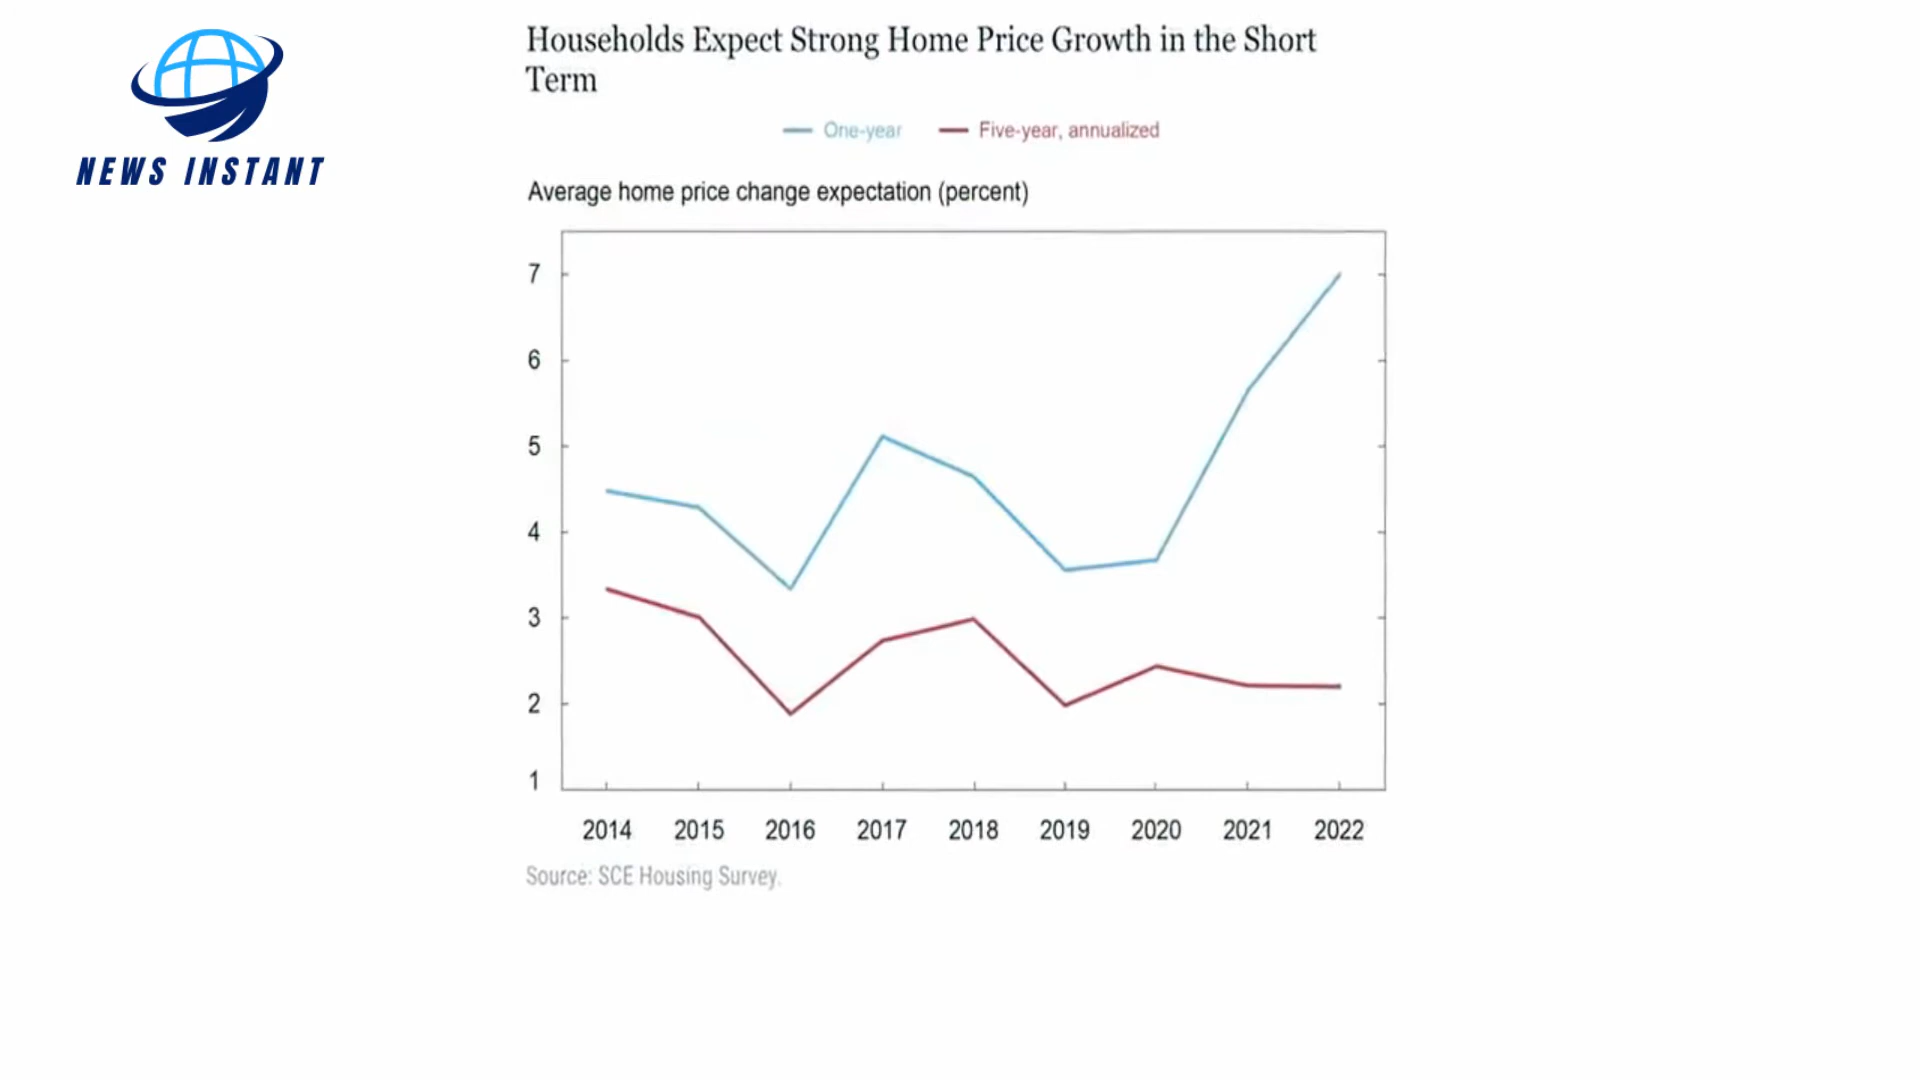 NEWS INSTANT
Households Expect Strong Home Price Growth in the Short
Term
One-year Five-year, annualized
Average home price change expectation (percent)
7
6
5
4
3
2
1
2014 2015 2016 2017 2018 2019 2020 2021 2022
Source: SCE Housing Survey.